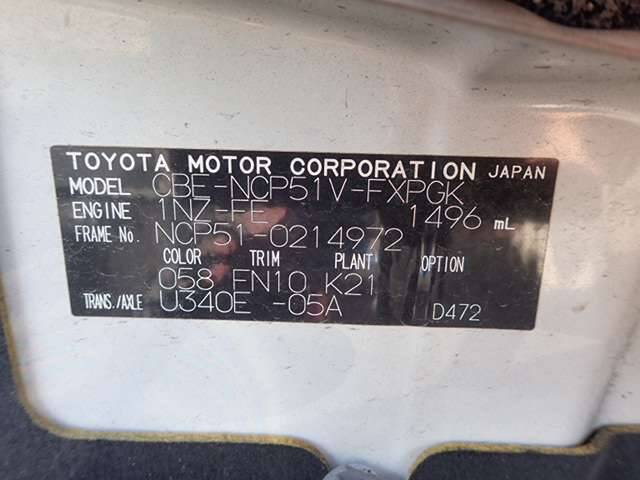 TOYOTA MOTOR CORPORATION JAPAN
MODEL CBE-NCP51V-FXPGK
ENGINE 1NZ-FE 1496 mL
FRAME No. NCP51-0214972
COLOR TRIM PLANT OPTION
058 EN10 K21
TRANS./AXLE U340E -05A D472